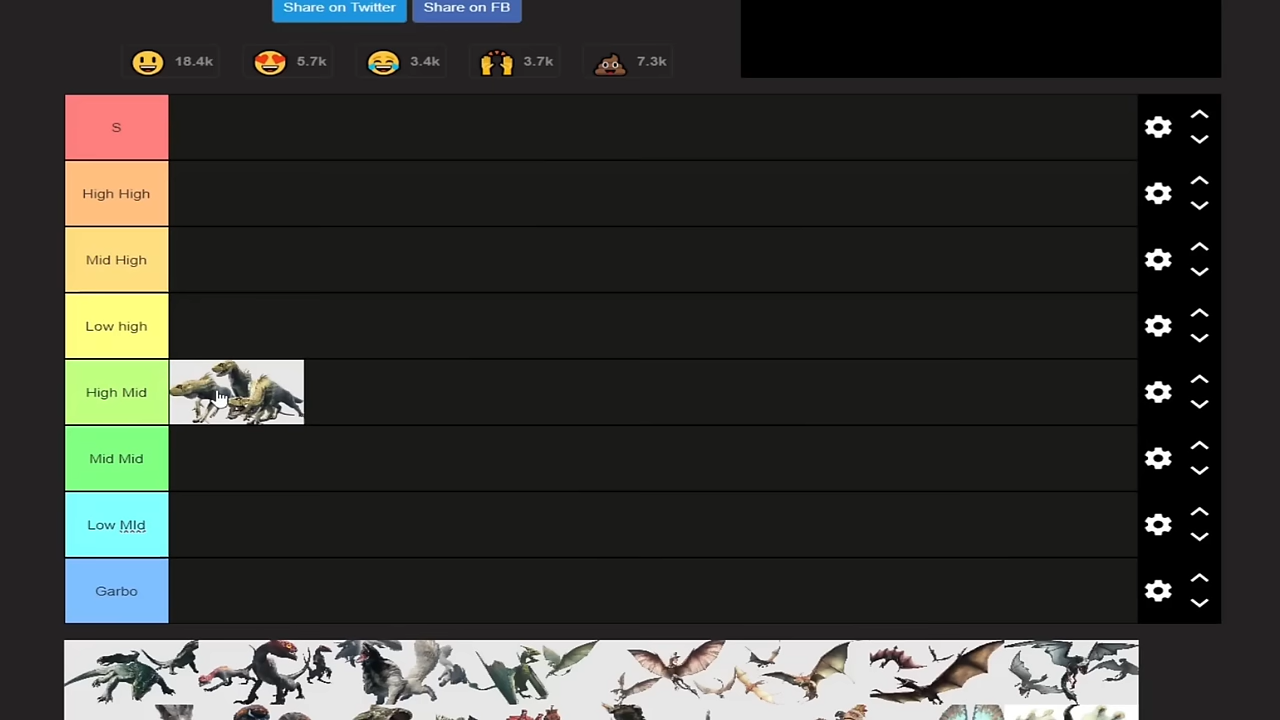 Share on Twitter Share on FB
18.4k 5.7k 3.4k 3.7k 7.3k
S
High High
Mid High
Low high
High Mid
Mid Mid
Low MId
Garbo